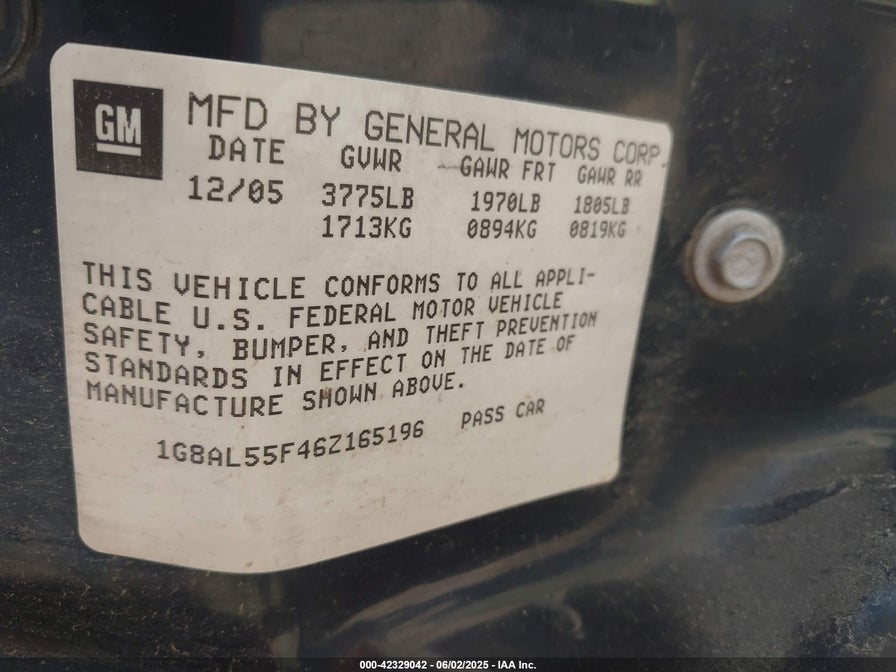 GM
MFD BY GENERAL MOTORS CORP.
DATE GVWR GAWR FRT GAWR RR
12/05 3775LB 1970LB 1805LB
1713KG 0894KG 0819KG
THIS VEHICLE CONFORMS TO ALL APPLI-
CABLE U.S. FEDERAL MOTOR VEHICLE
SAFETY, BUMPER, AND THEFT PREVENTION
STANDARDS IN EFFECT ON THE DATE OF
MANUFACTURE SHOWN ABOVE.
1G8AL55F46Z165196 PASS CAR
000-42329042 - 06/02/2025 - IAA Inc.